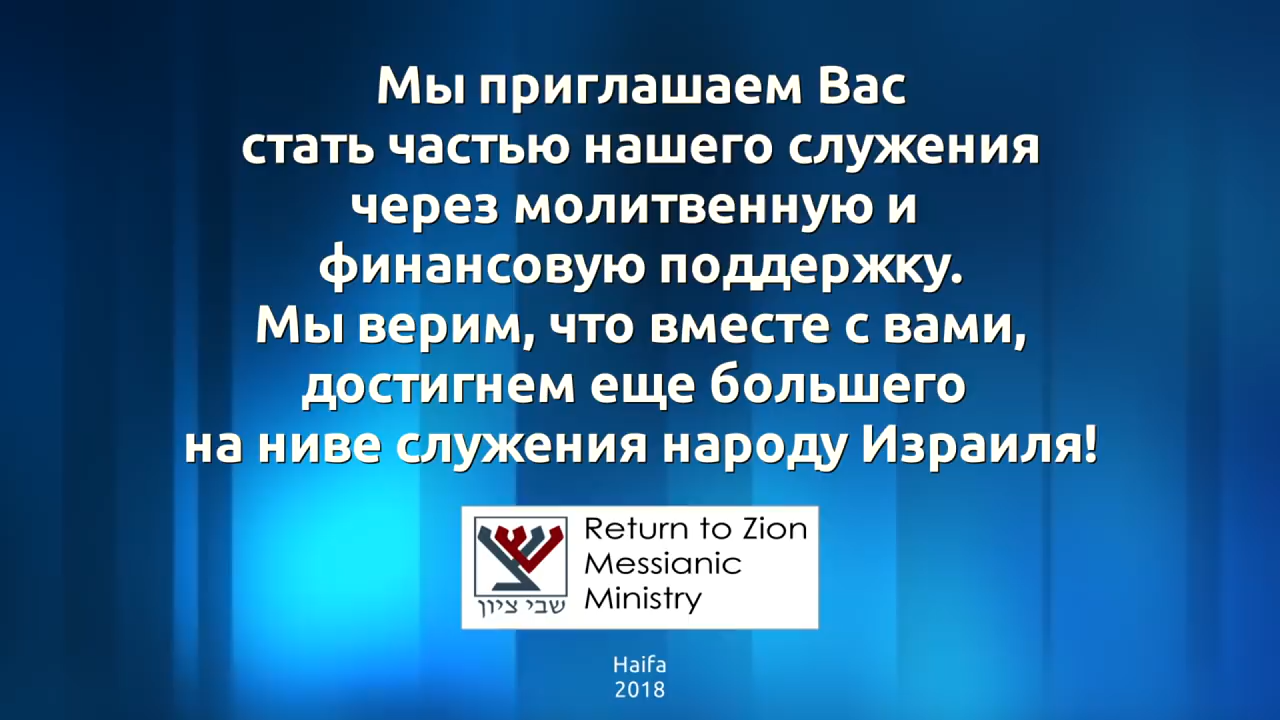 Мы приглашаем Вас
стать частью нашего служения
через молитвенную и
финансовую поддержку.
Мы верим, что вместе с вами,
достигнем еще большего
на ниве служения народу Израиля!
Return to Zion
Messianic
Ministry
שבי ציון
Haifa
2018